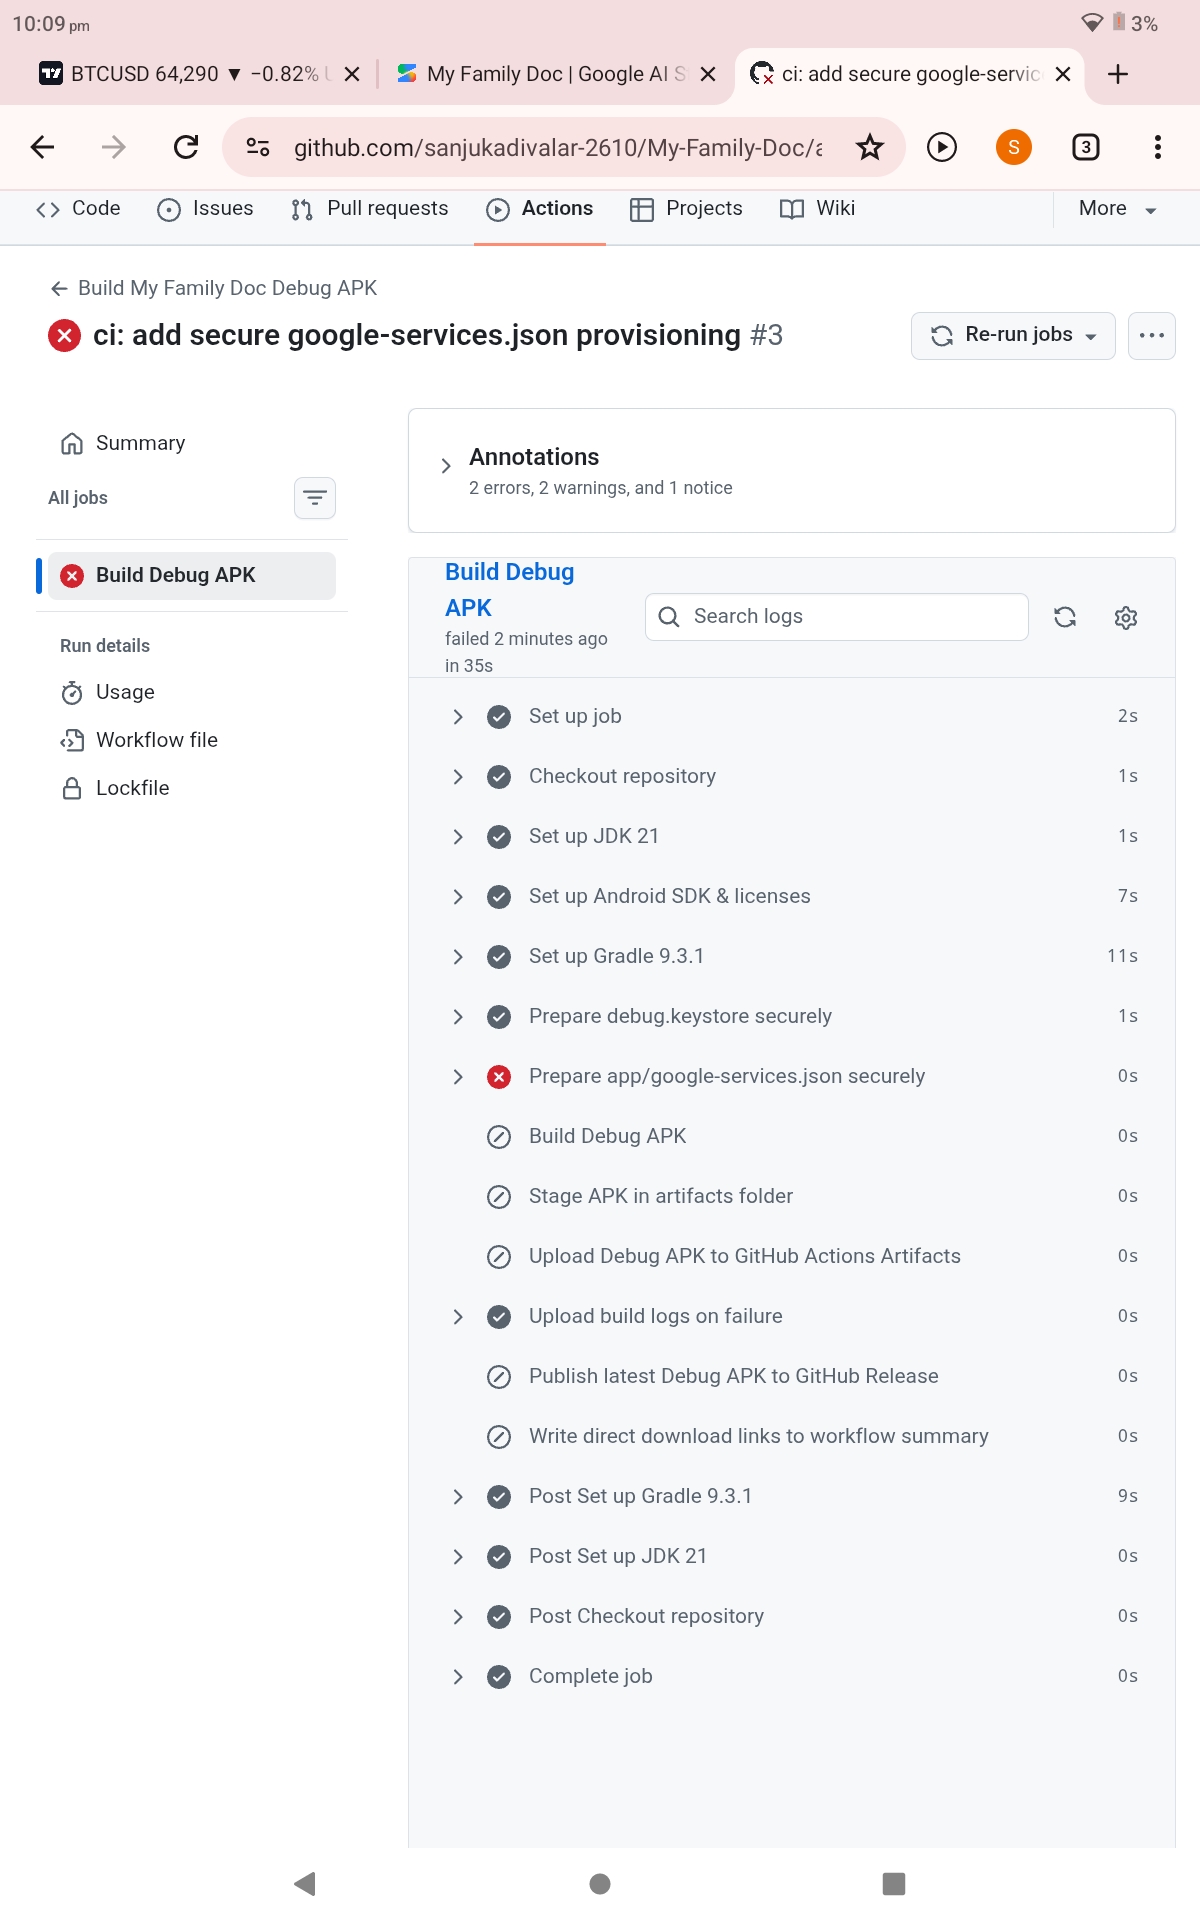 10:09 pm
3%
BTCUSD 64,290 ▼ −0.82%
My Family Doc | Google AI S
ci: add secure google-servic
github.com/sanjukadivalar-2610/My-Family-Doc/a
S
3
Code
Issues
Pull requests
Actions
Projects
Wiki
More
Build My Family Doc Debug APK
ci: add secure google-services.json provisioning #3
Re-run jobs
Summary
All jobs
Build Debug APK
Run details
Usage
Workflow file
Lockfile
Annotations
2 errors, 2 warnings, and 1 notice
Build Debug
APK
failed 2 minutes ago
in 35s
Search logs
Set up job 2s
Checkout repository 1s
Set up JDK 21 1s
Set up Android SDK & licenses 7s
Set up Gradle 9.3.1 11s
Prepare debug.keystore securely 1s
Prepare app/google-services.json securely 0s
Build Debug APK 0s
Stage APK in artifacts folder 0s
Upload Debug APK to GitHub Actions Artifacts 0s
Upload build logs on failure 0s
Publish latest Debug APK to GitHub Release 0s
Write direct download links to workflow summary 0s
Post Set up Gradle 9.3.1 9s
Post Set up JDK 21 0s
Post Checkout repository 0s
Complete job 0s